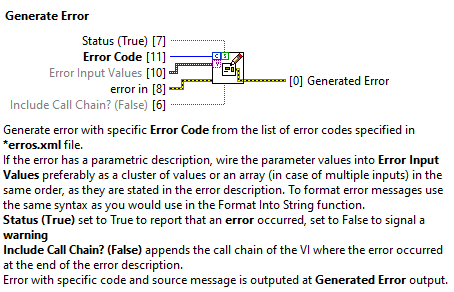 Generate Error
Status (True) [7]
Error Code [11]
Error Input Values [10]
error in [8]
Include Call Chain? (False) [6]
C S
V
[0] Generated Error
Generate error with specific Error Code from the list of error codes specified in
*erros.xml file.
If the error has a parametric description, wire the parameter values into Error Input
Values preferably as a cluster of values or an array (in case of multiple inputs) in the
same order, as they are stated in the error description. To format error messages use
the same syntax as you would use in the Format Into String function.
Status (True) set to True to report that an error occurred, set to False to signal a
warning
Include Call Chain? (False) appends the call chain of the VI where the error occurred
at the end of the error description.
Error with specific code and source message is outputed at Generated Error output.